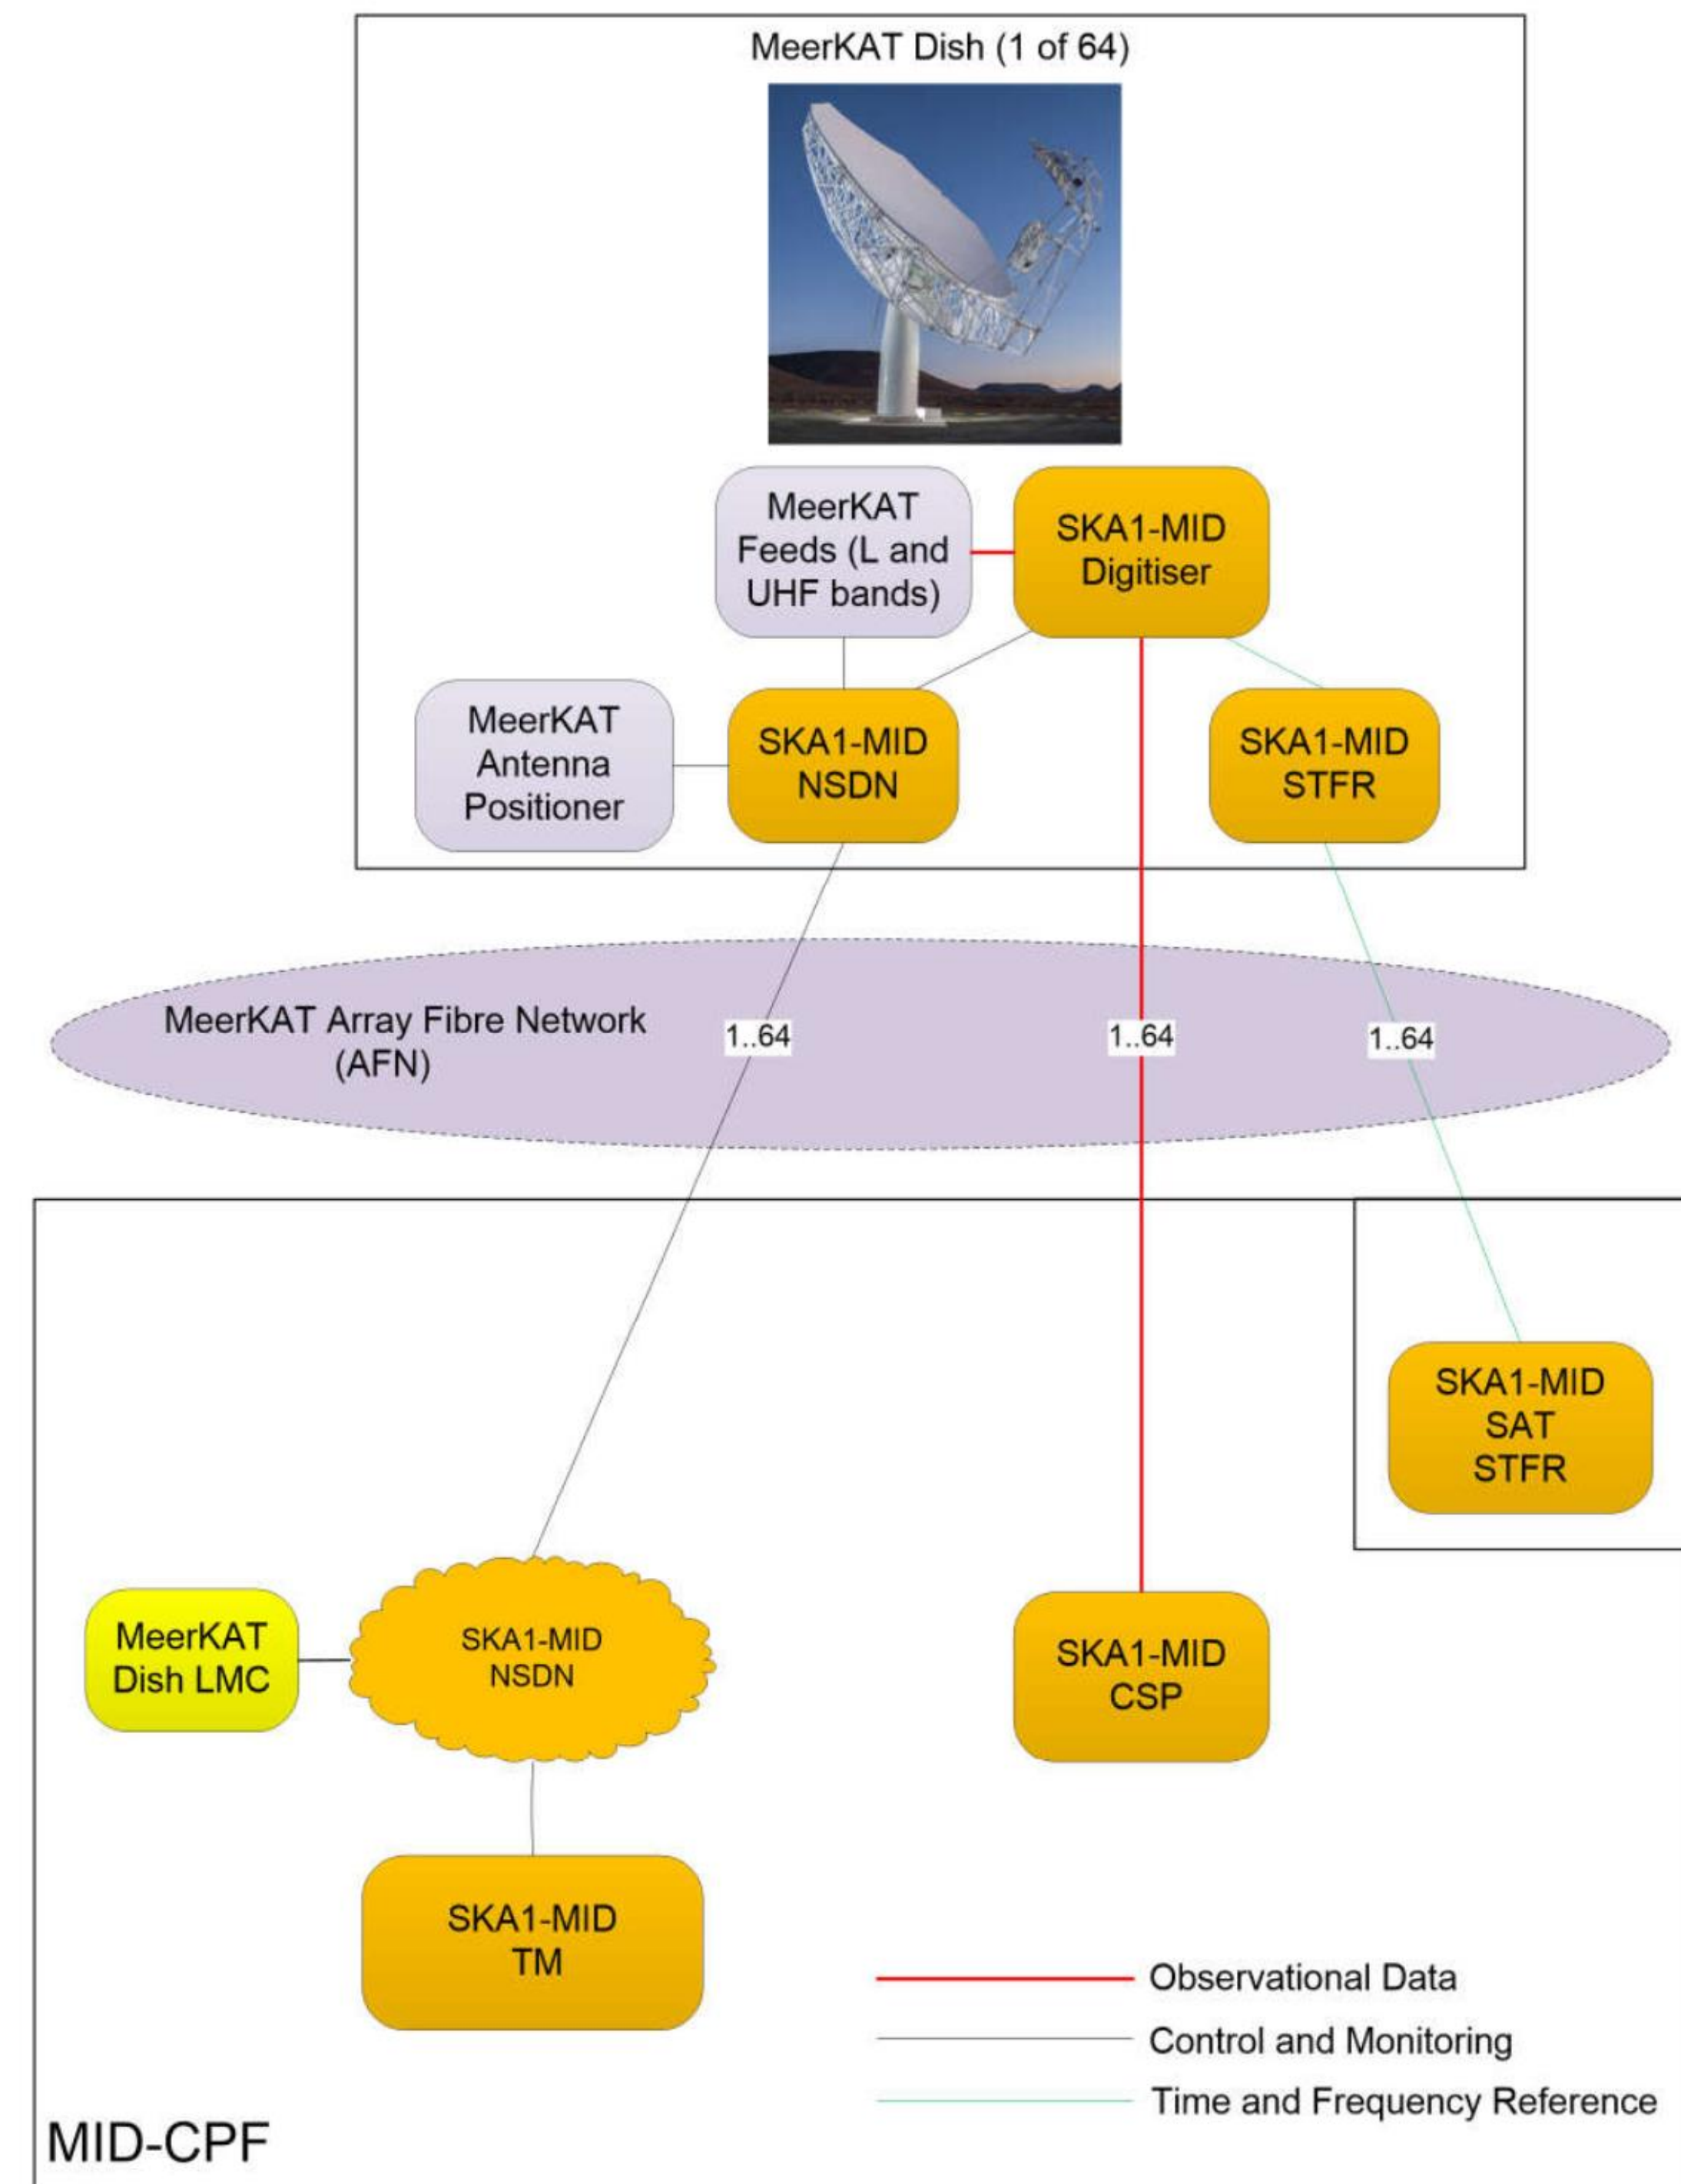 MeerKAT Dish (1 of 64)
MeerKAT
Feeds (L and
UHF bands)
SKA1-MID
Digitiser
MeerKAT
Antenna
Positioner
SKA1-MID
NSDN
SKA1-MID
STFR
MeerKAT Array Fibre Network
(AFN)
1..64
1..64
1..64
SKA1-MID
SAT
STFR
MeerKAT
Dish LMC
SKA1-MID
NSDN
SKA1-MID
CSP
SKA1-MID
TM
Observational Data
Control and Monitoring
Time and Frequency Reference
MID-CPF